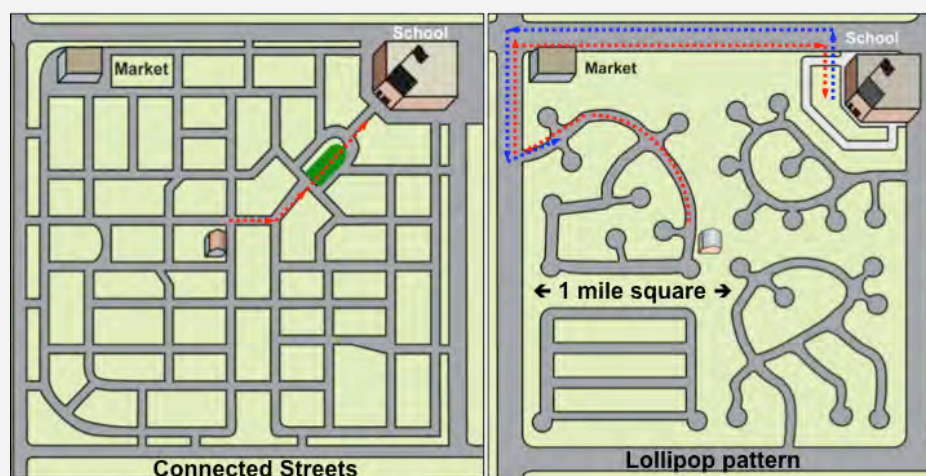 School
Market
Connected Streets
School
Market
← 1 mile square →
Lollipop pattern